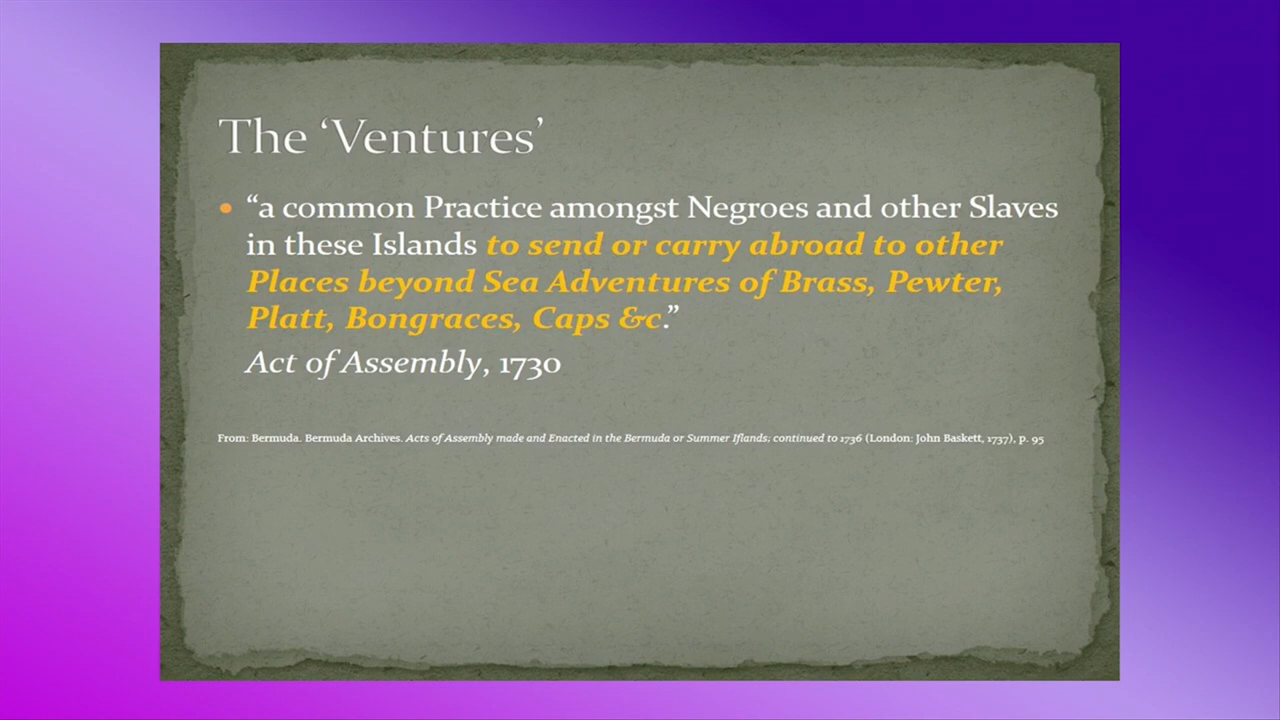 The ‘Ventures’
“a common Practice amongst Negroes and other Slaves
in these Islands to send or carry abroad to other
Places beyond Sea Adventures of Brass, Pewter,
Platt, Bongraces, Caps &c.”
Act of Assembly, 1730
From: Bermuda. Bermuda Archives. Acts of Assembly made and Enacted in the Bermuda or Summer Iflands; continued to 1736 (London: John Baskett, 1737), p. 95